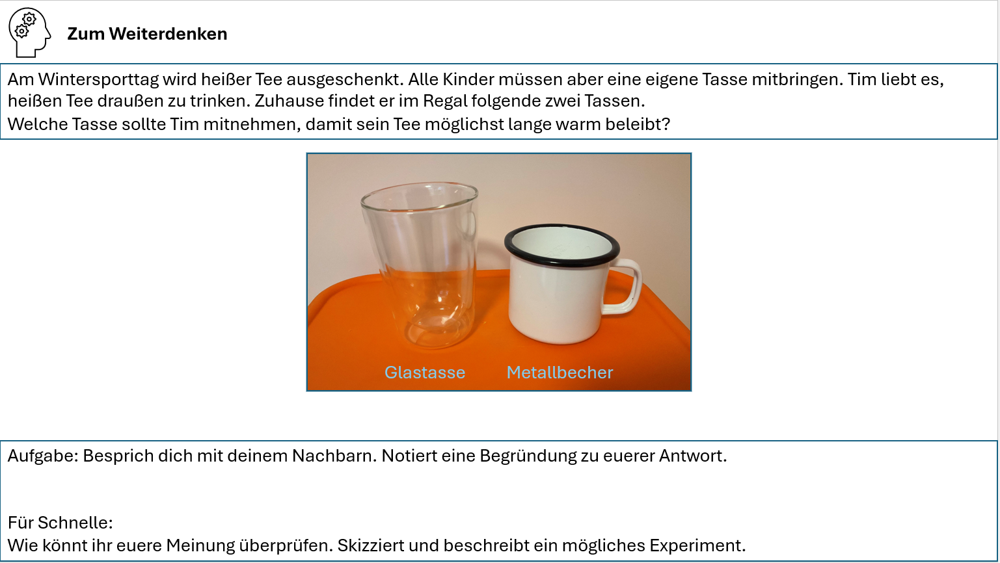 Zum Weiterdenken
Am Wintersporttag wird heißer Tee ausgeschenkt. Alle Kinder müssen aber eine eigene Tasse mitbringen. Tim liebt es,
heißen Tee draußen zu trinken. Zuhause findet er im Regal folgende zwei Tassen.
Welche Tasse sollte Tim mitnehmen, damit sein Tee möglichst lange warm beleibt?
Glastasse Metallbecher
Aufgabe: Besprich dich mit deinem Nachbarn. Notiert eine Begründung zu euerer Antwort.
Für Schnelle:
Wie könnt ihr euere Meinung überprüfen. Skizziert und beschreibt ein mögliches Experiment.